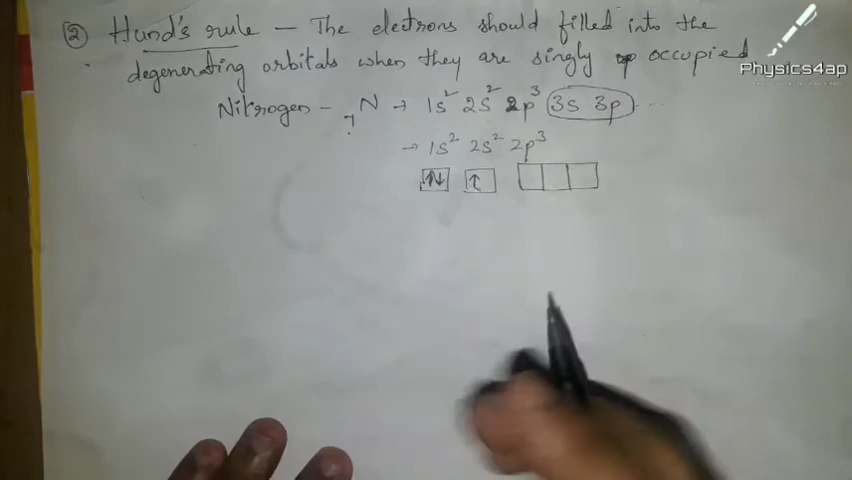 ② Hund's rule — The electrons should filled into the
degenerating orbitals when they are singly occupied
Physics4ap
Nitrogen - ₇N → 1s² 2s² 2p³ 3s 3p ...
→ 1s² 2s² 2p³
↑↓ ↑